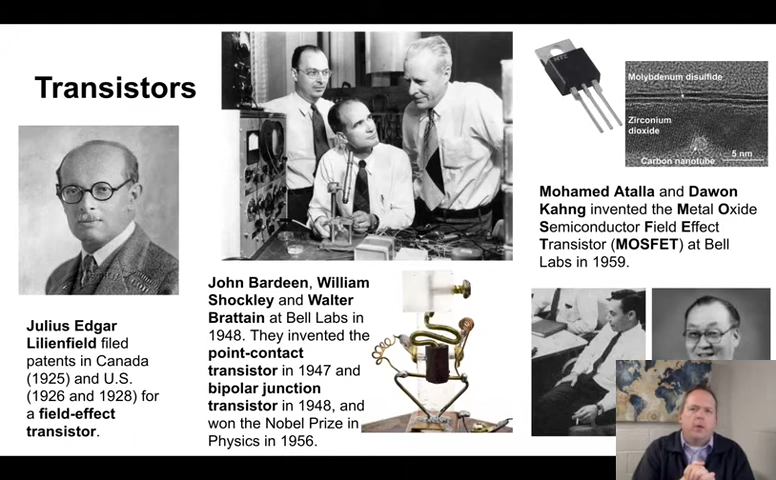 Transistors
Julius Edgar
Lilienfield filed
patents in Canada
(1925) and U.S.
(1926 and 1928) for
a field-effect
transistor.
John Bardeen, William
Shockley and Walter
Brattain at Bell Labs in
1948. They invented the
point-contact
transistor in 1947 and
bipolar junction
transistor in 1948, and
won the Nobel Prize in
Physics in 1956.
Molybdenum disulfide
Zirconium
dioxide
5 nm
Carbon nanotube
Mohamed Atalla and Dawon
Kahng invented the Metal Oxide
Semiconductor Field Effect
Transistor (MOSFET) at Bell
Labs in 1959.